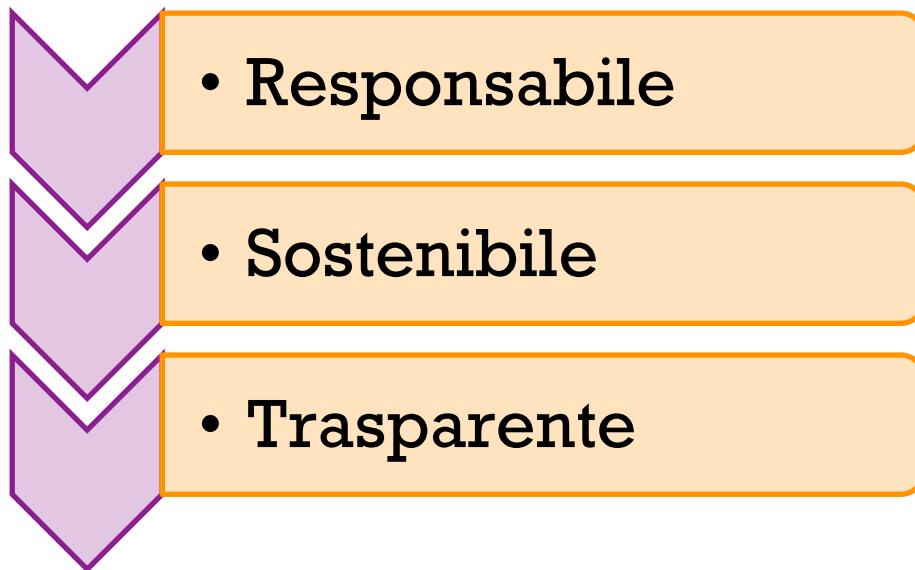 • Responsabile
• Sostenibile
• Trasparente